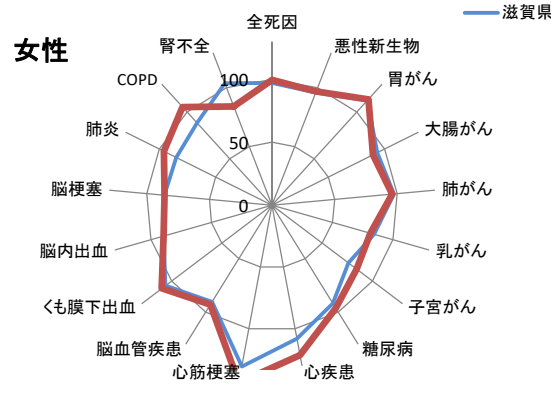 滋賀県
女性
全死因
悪性新生物
胃がん
大腸がん
肺がん
乳がん
子宮がん
糖尿病
心疾患
心筋梗塞
脳血管疾患
くも膜下出血
脳内出血
脳梗塞
肺炎
COPD
腎不全
100
50
0